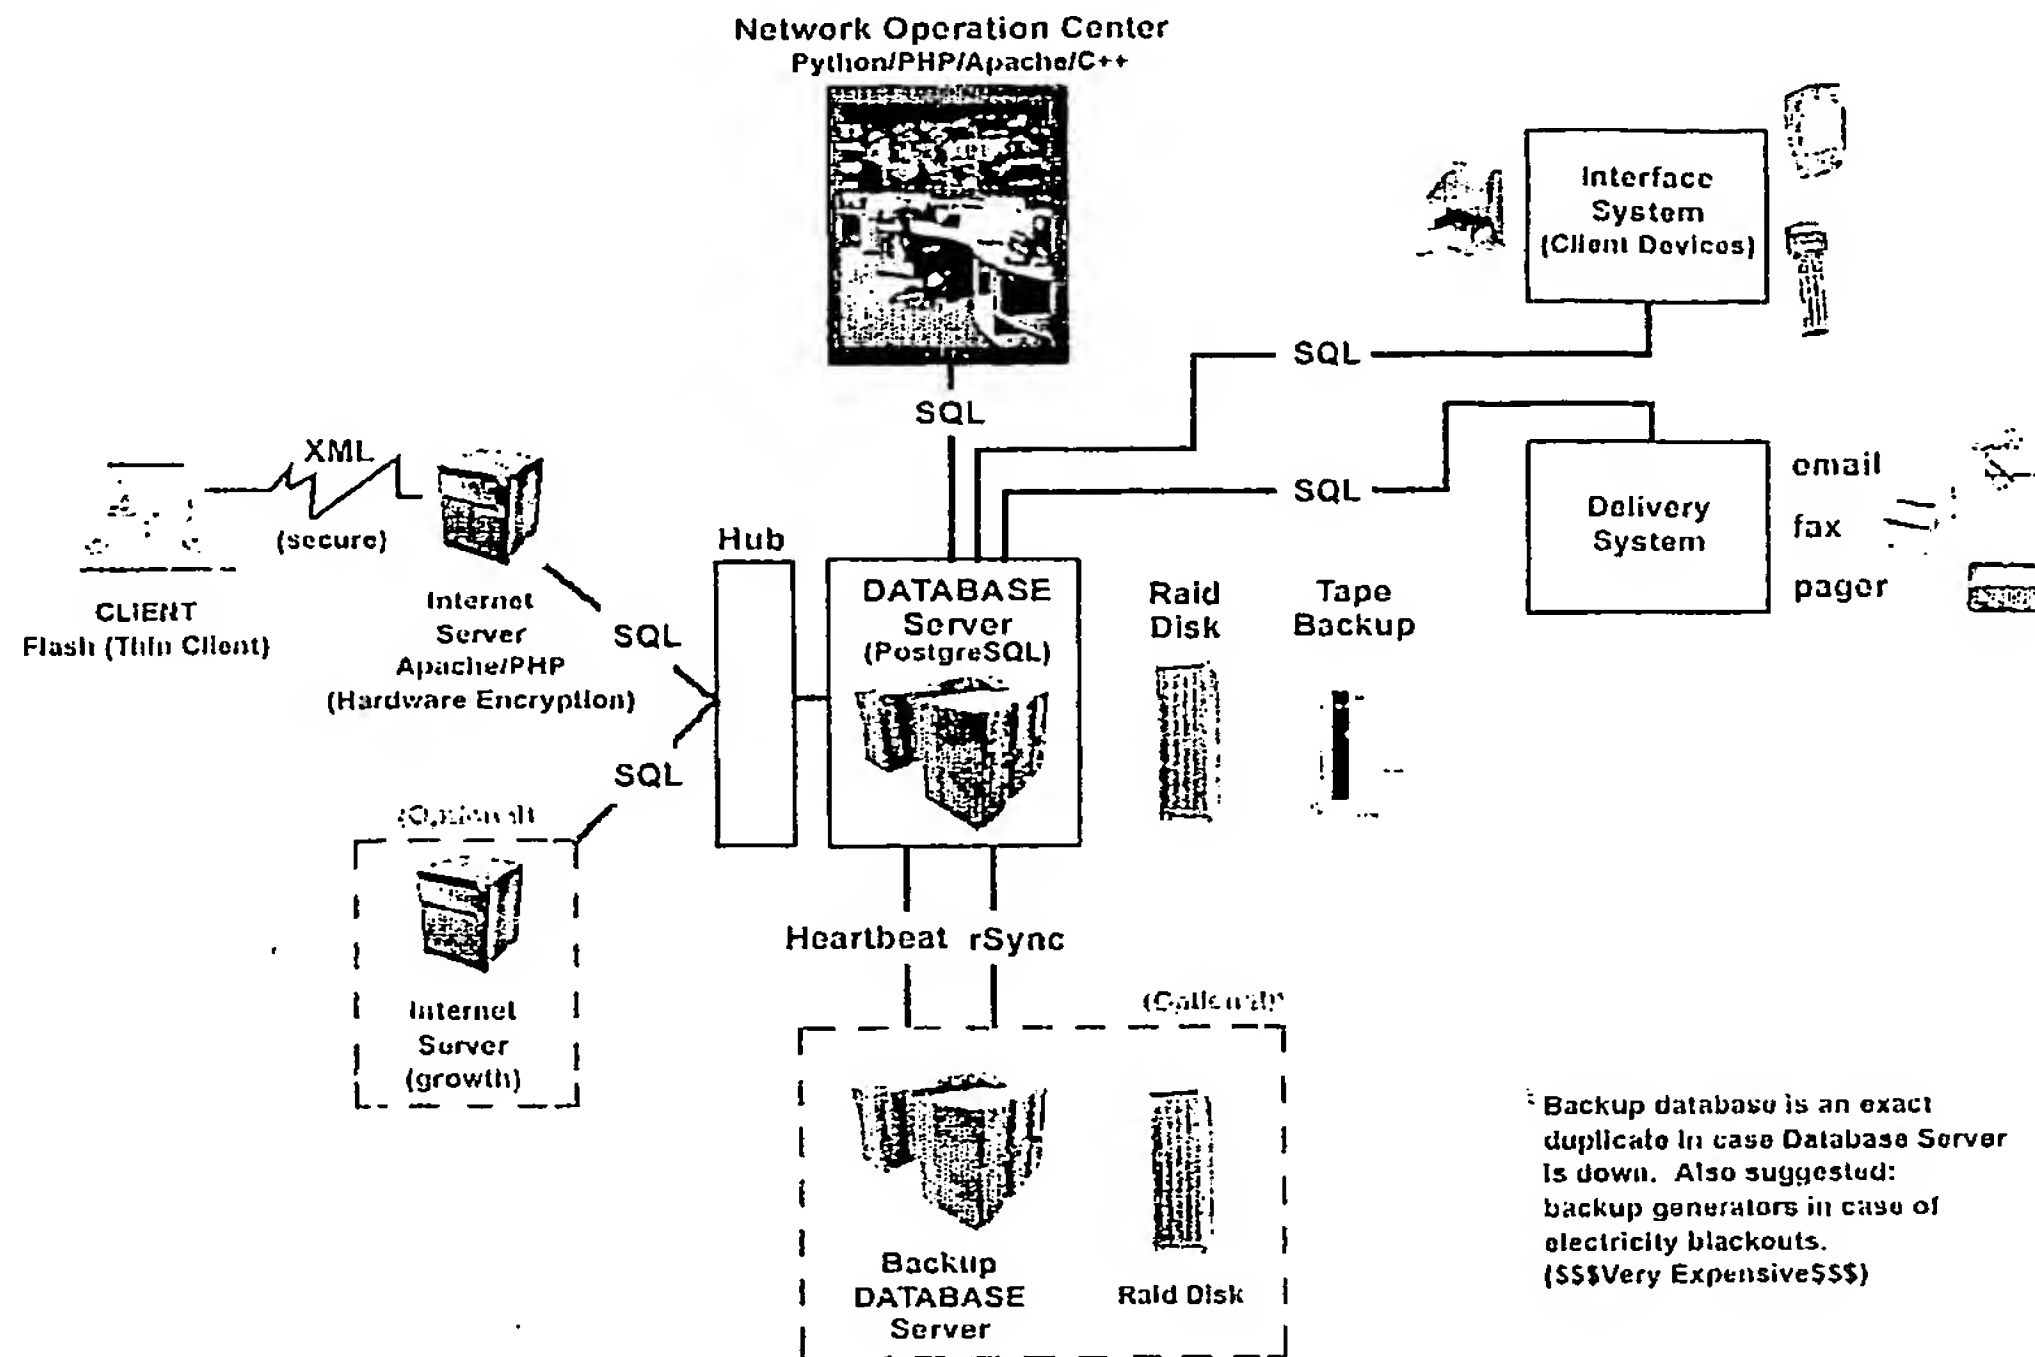 Network Operation Center
Python/PHP/Apache/C++
Interface
System
(Client Devices)
SQL
SQL
SQL
XML
(secure)
CLIENT
Flash (Thin Client)
Internet
Server
Apache/PHP
(Hardware Encryption)
SQL
SQL
Hub
DATABASE
Server
(PostgreSQL)
Raid
Disk
Tape
Backup
Delivery
System
email
fax
pager
(Optional)
Internet
Server
(growth)
Heartbeat rSync
(Optional)*
Backup
DATABASE
Server
Raid Disk
* Backup database is an exact
duplicate in case Database Server
is down. Also suggested:
backup generators in case of
electricity blackouts.
($$$Very Expensive$$$)